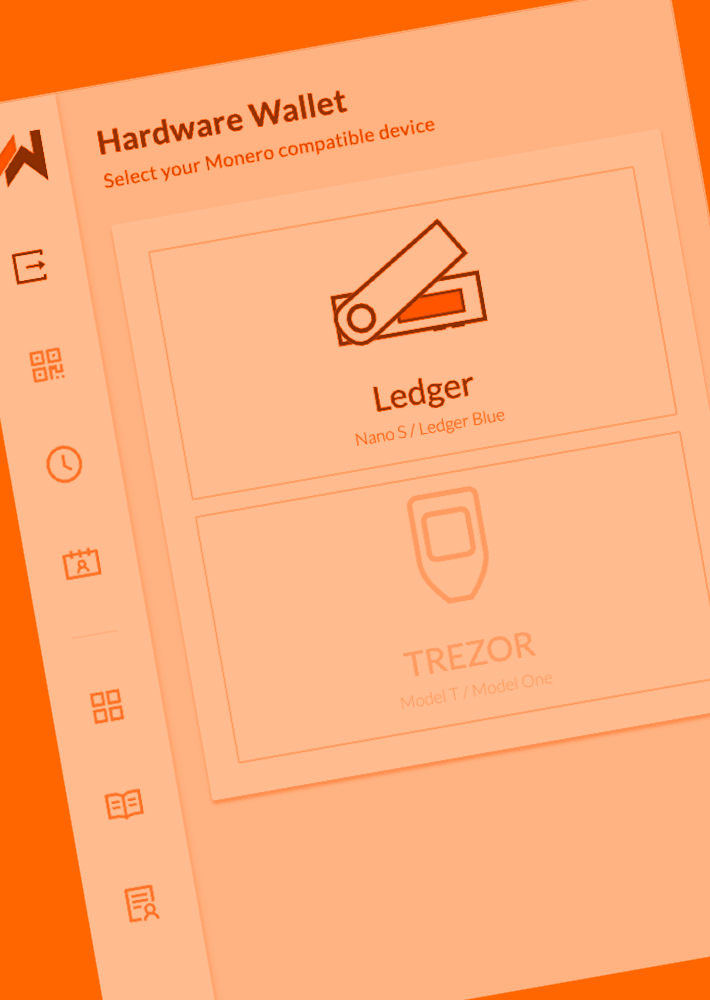 Hardware Wallet
Select your Monero compatible device
Ledger
Nano S / Ledger Blue
TREZOR
Model T / Model One